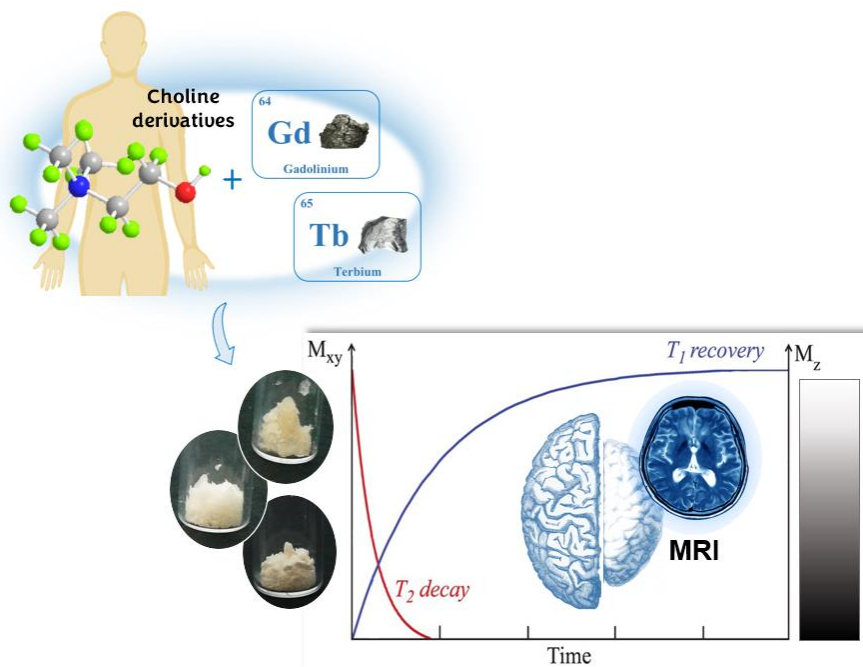 Choline
derivatives
+
64
Gd
Gadolinium
65
Tb
Terbium
Mxy
T1 recovery
Mz
T2 decay
MRI
Time